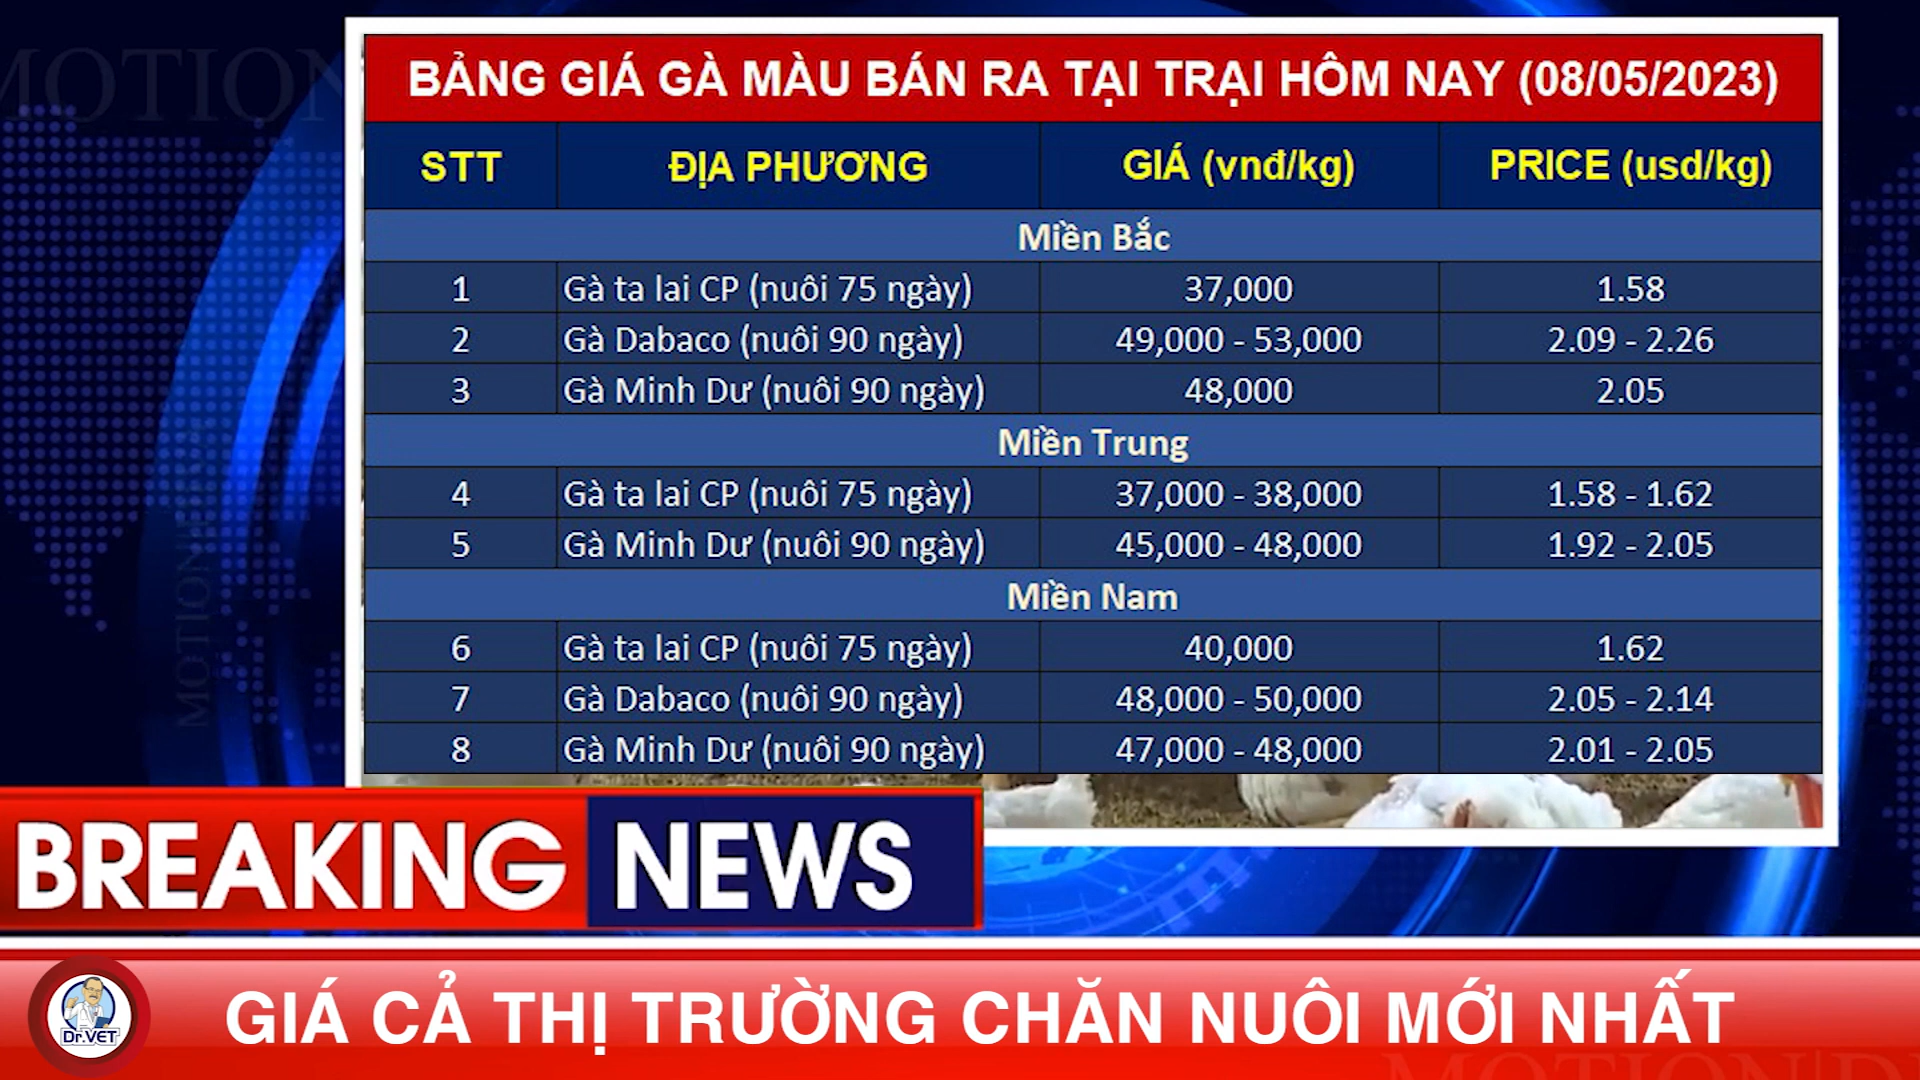 BẢNG GIÁ GÀ MÀU BÁN RA TẠI TRẠI HÔM NAY (08/05/2023)
STT ĐỊA PHƯƠNG GIÁ (vnđ/kg) PRICE (usd/kg)
Miền Bắc
1 Gà ta lai CP (nuôi 75 ngày) 37,000 1.58
2 Gà Dabaco (nuôi 90 ngày) 49,000 - 53,000 2.09 - 2.26
3 Gà Minh Dư (nuôi 90 ngày) 48,000 2.05
Miền Trung
4 Gà ta lai CP (nuôi 75 ngày) 37,000 - 38,000 1.58 - 1.62
5 Gà Minh Dư (nuôi 90 ngày) 45,000 - 48,000 1.92 - 2.05
Miền Nam
6 Gà ta lai CP (nuôi 75 ngày) 40,000 1.62
7 Gà Dabaco (nuôi 90 ngày) 48,000 - 50,000 2.05 - 2.14
8 Gà Minh Dư (nuôi 90 ngày) 47,000 - 48,000 2.01 - 2.05
BREAKING NEWS
Dr.VET
GIÁ CẢ THỊ TRƯỜNG CHĂN NUÔI MỚI NHẤT